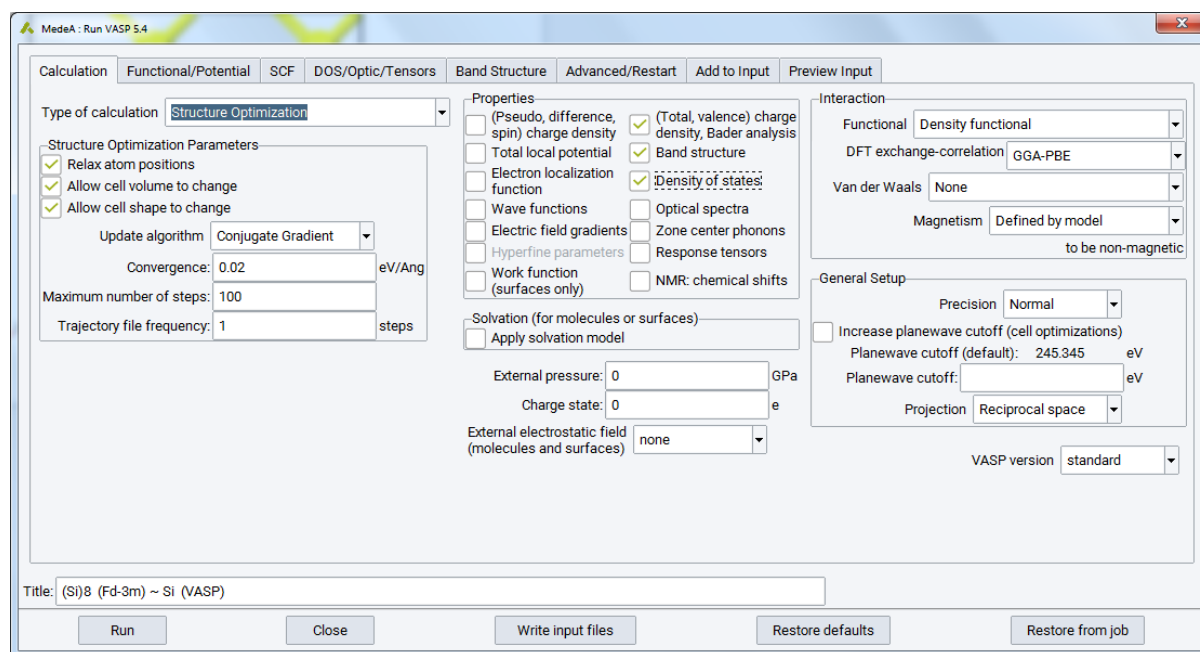 MedeA : Run VASP 5.4
Calculation Functional/Potential SCF DOS/Optic/Tensors Band Structure Advanced/Restart Add to Input Preview Input
Type of calculation Structure Optimization
Structure Optimization Parameters
Relax atom positions
Allow cell volume to change
Allow cell shape to change
Update algorithm Conjugate Gradient
Convergence: 0.02 eV/Ang
Maximum number of steps: 100
Trajectory file frequency: 1 steps
Properties
(Pseudo, difference,
spin) charge density
(Total, valence) charge
density, Bader analysis
Total local potential
Band structure
Electron localization
function
Density of states
Wave functions
Optical spectra
Electric field gradients
Zone center phonons
Hyperfine parameters
Response tensors
Work function
(surfaces only)
NMR: chemical shifts
Solvation (for molecules or surfaces)
Apply solvation model
External pressure: 0 GPa
Charge state: 0 e
External electrostatic field
(molecules and surfaces)
none
Interaction
Functional Density functional
DFT exchange-correlation GGA-PBE
Van der Waals None
Magnetism Defined by model
to be non-magnetic
General Setup
Precision Normal
Increase planewave cutoff (cell optimizations)
Planewave cutoff (default): 245.345 eV
Planewave cutoff: eV
Projection Reciprocal space
VASP version standard
Title: (Si)8 (Fd-3m) ~ Si (VASP)
Run Close Write input files Restore defaults Restore from job